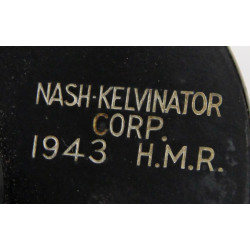 NASH-KELVINATOR
CORP.
1943 H.M.R.